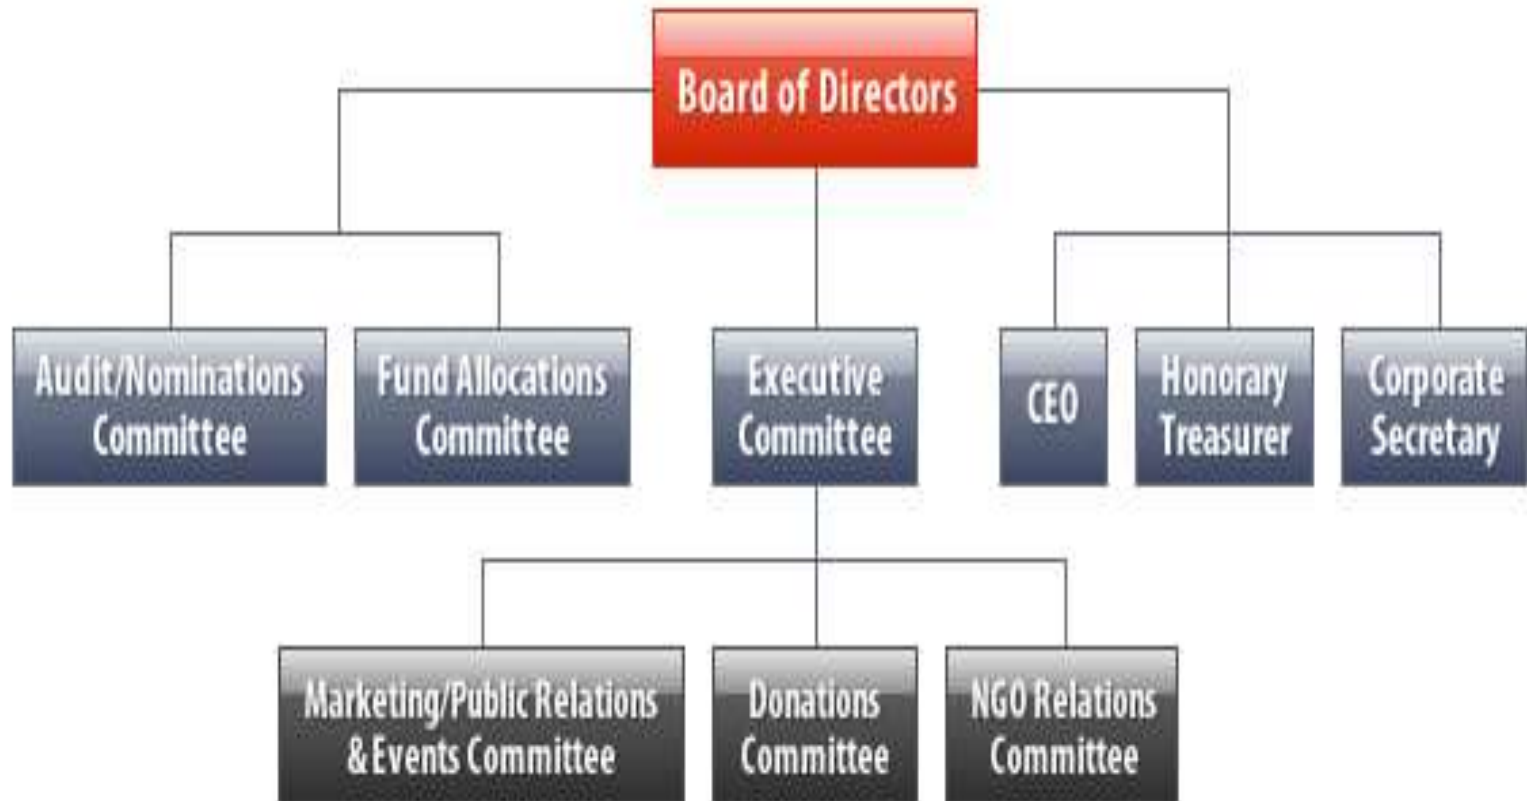 Board of Directors
Audit/Nominations
Committee
Fund Allocations
Committee
Executive
Committee
CEO
Honorary
Treasurer
Corporate
Secretary
Marketing/Public Relations
& Events Committee
Donations
Committee
NGO Relations
Committee